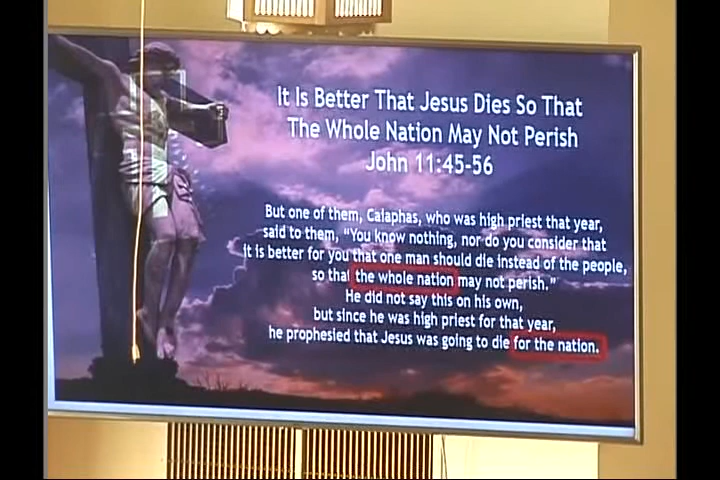 It Is Better That Jesus Dies So That
The Whole Nation May Not Perish
John 11:45-56
But one of them, Caiaphas, who was high priest that year,
said to them, “You know nothing, nor do you consider that
it is better for you that one man should die instead of the people,
so that the whole nation may not perish.”
He did not say this on his own,
but since he was high priest for that year,
he prophesied that Jesus was going to die for the nation.